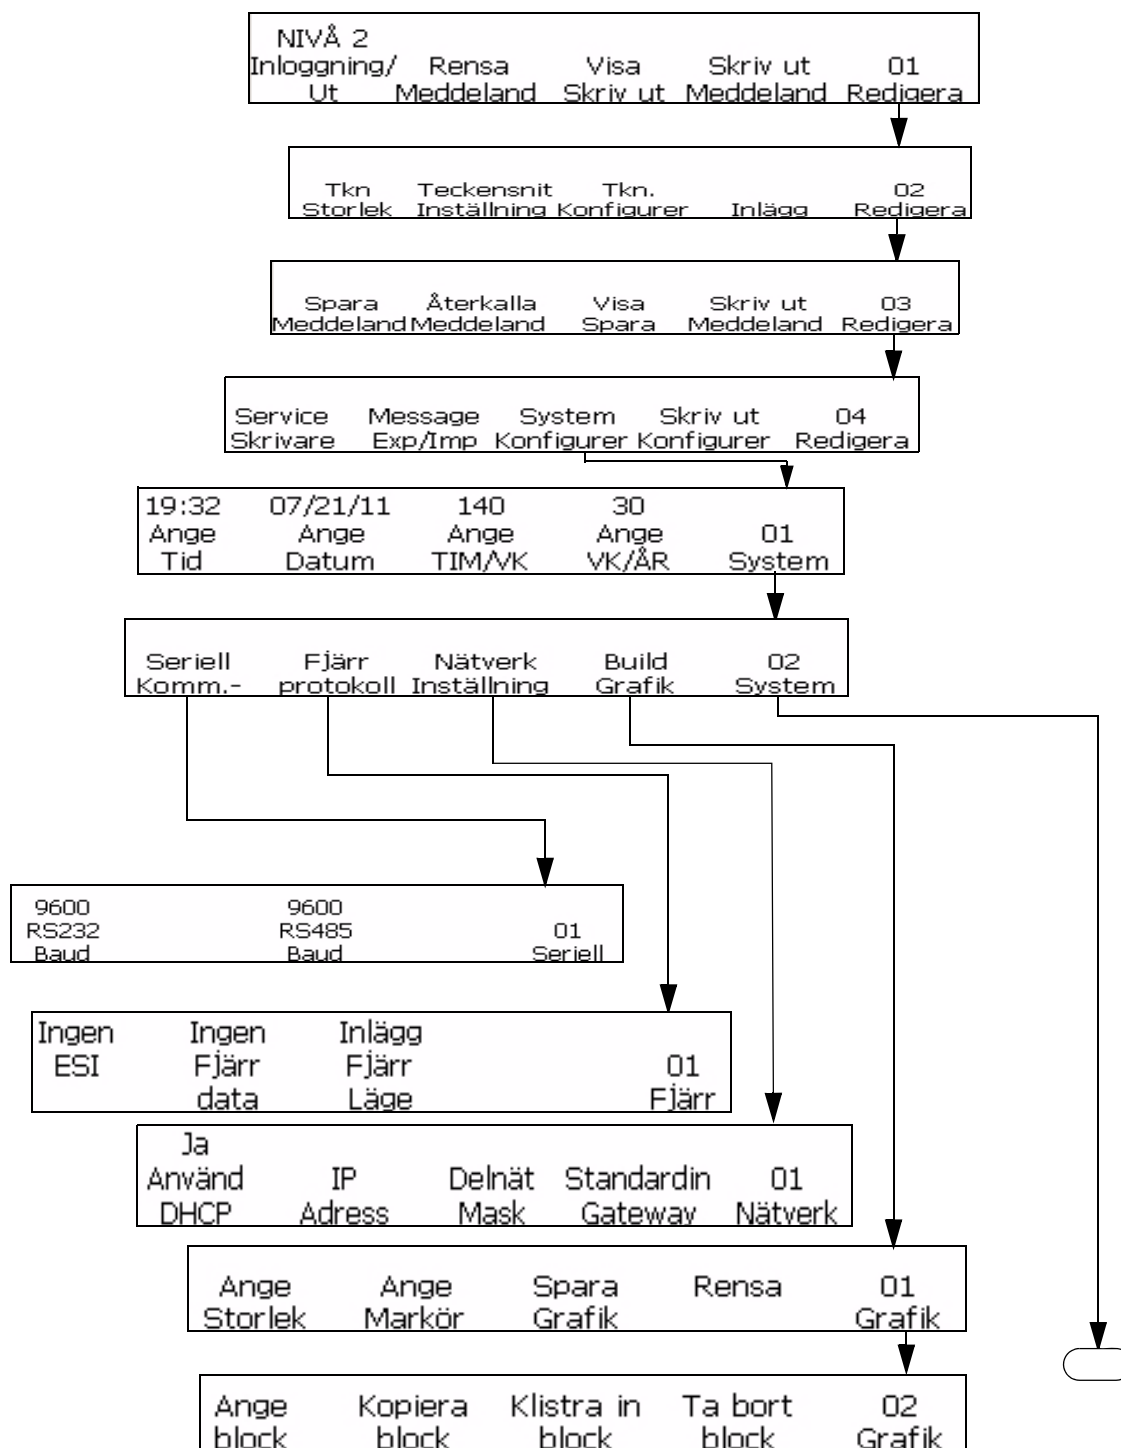 NIVÅ 2
Inloggning/ Rensa Visa Skriv ut 01
Ut Meddeland Skriv ut Meddeland Redigera
Tkn Teckensnit Tkn. 02
Storlek Inställning Konfigurer Inlägg Redigera
Spara Återkalla Visa Skriv ut 03
Meddeland Meddeland Spara Meddeland Redigera
Service Message System Skriv ut 04
Skrivare Exp/Imp Konfigurer Konfigurer Redigera
19:32 07/21/11 140 30
Ange Ange Ange Ange 01
Tid Datum TIM/VK VK/ÅR System
Seriell Fjärr Nätverk Build 02
Komm.- protokoll Inställning Grafik System
9600 9600
RS232 RS485 01
Baud Baud Seriell
Ingen Ingen Inlägg
ESI Fjärr Fjärr 01
data Läge Fjärr
Ja
Använd IP Delnät Standardin 01
DHCP Adress Mask Gateway Nätverk
Ange Ange Spara Rensa 01
Storlek Markör Grafik Grafik
Ange Kopiera Klistra in Ta bort 02
block block block block Grafik